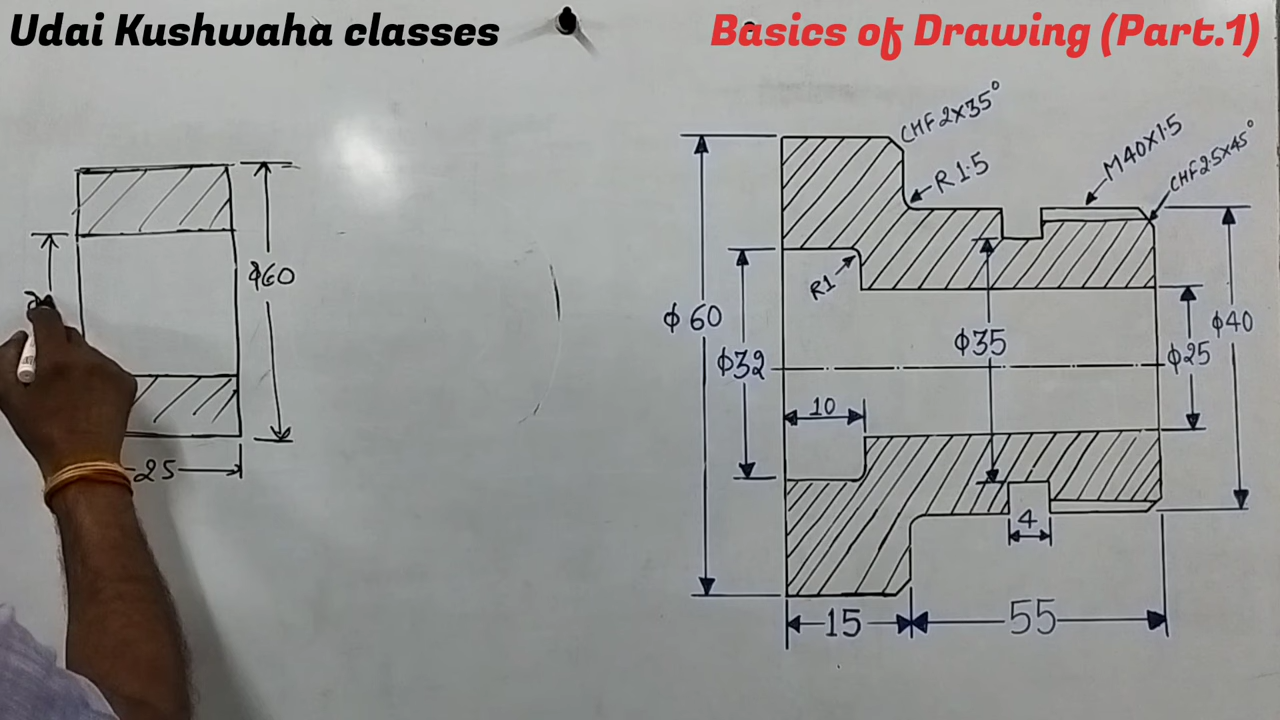 Udai Kushwaha classes
Basics of Drawing (Part.1)
ϕ60
25
CHF 2X35°
R1.5
M40X1.5
CHF2.5X45°
R1
ϕ60
ϕ32
ϕ35
ϕ25
ϕ40
10
4
15
55